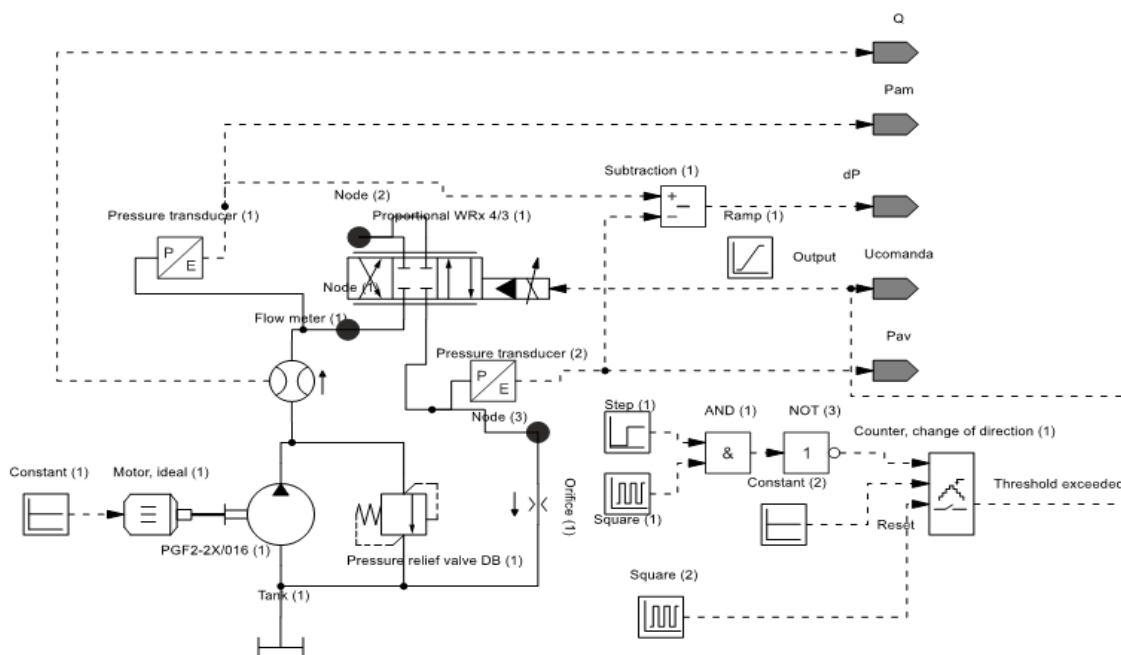 Q
Pam
Subtraction (1)
dP
Node (2)
Pressure transducer (1)
Proportional WRx 4/3 (1)
Ramp (1)
+
−
P
E
Output
Ucomanda
Node (1)
Flow meter (1)
Pav
Pressure transducer (2)
P
E
Step (1)
AND (1)
NOT (3)
Node (3)
Counter, change of direction (1)
&
1
Constant (1)
Motor, ideal (1)
Constant (2)
Threshold exceeded
Orifice (1)
Square (1)
Reset
PGF2-2X/016 (1)
Pressure relief valve DB (1)
Square (2)
Tank (1)